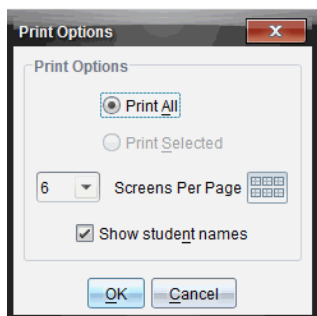 Print Options
Print Options
Print All
Print Selected
6 Screens Per Page
Show student names
OK Cancel